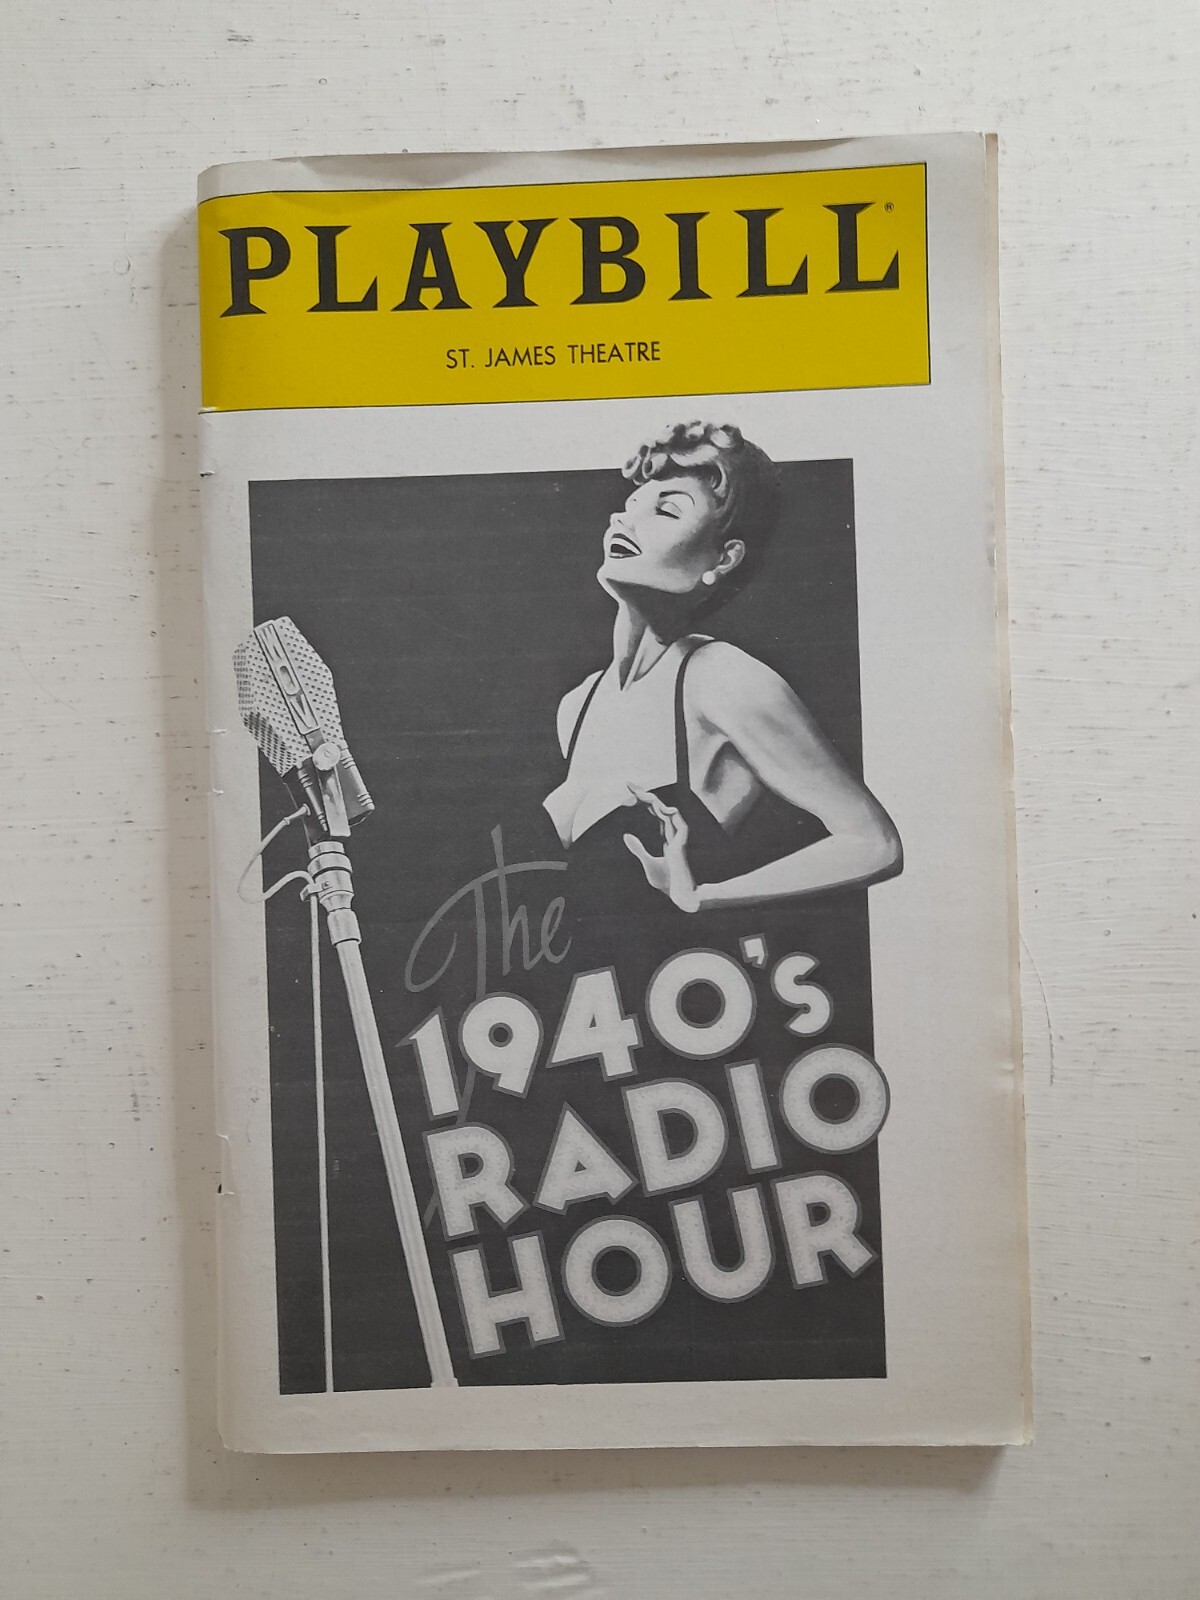 PLAYBILL®
ST. JAMES THEATRE
The
1940's
RADIO
HOUR